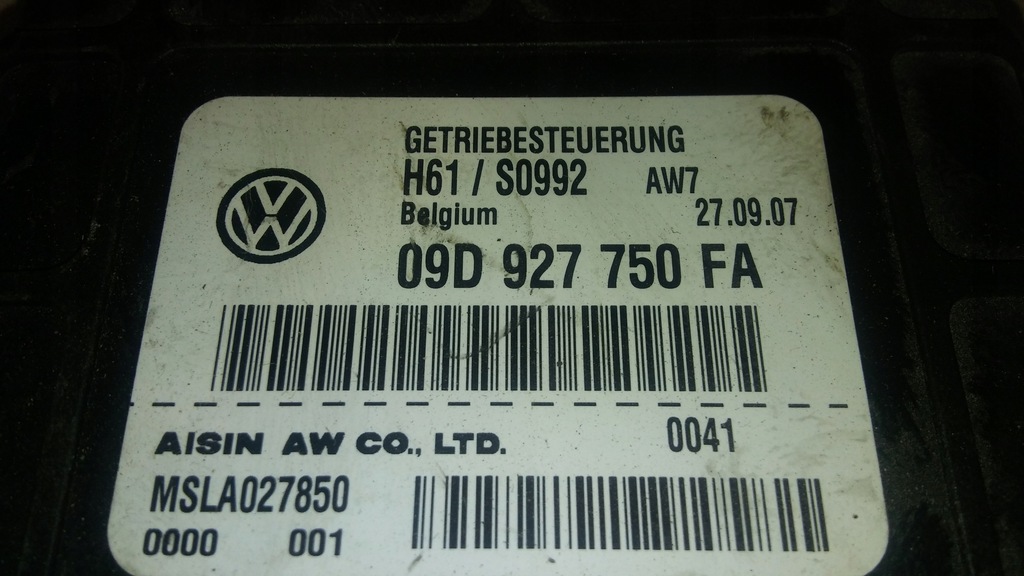 GETRIEBESTEUERUNG
H61 / S0992 AW7
Belgium 27.09.07
09D 927 750 FA
AISIN AW CO., LTD. 0041
MSLA027850
0000 001